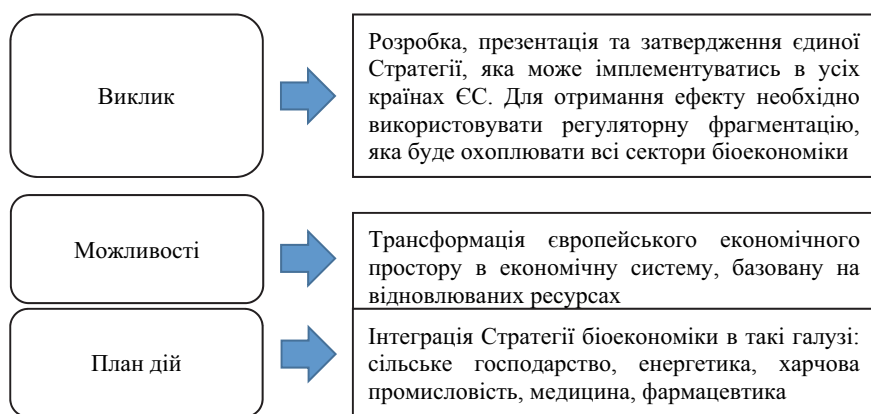 Виклик
Розробка, презентація та затвердження єдиної
Стратегії, яка може імплементуватись в усіх
країнах ЄС. Для отримання ефекту необхідно
використовувати регуляторну фрагментацію,
яка буде охоплювати всі сектори біоекономіки
Можливості
Трансформація європейського економічного
простору в економічну систему, базовану на
відновлюваних ресурсах
План дій
Інтеграція Стратегії біоекономіки в такі галузі:
сільське господарство, енергетика, харчова
промисловість, медицина, фармацевтика